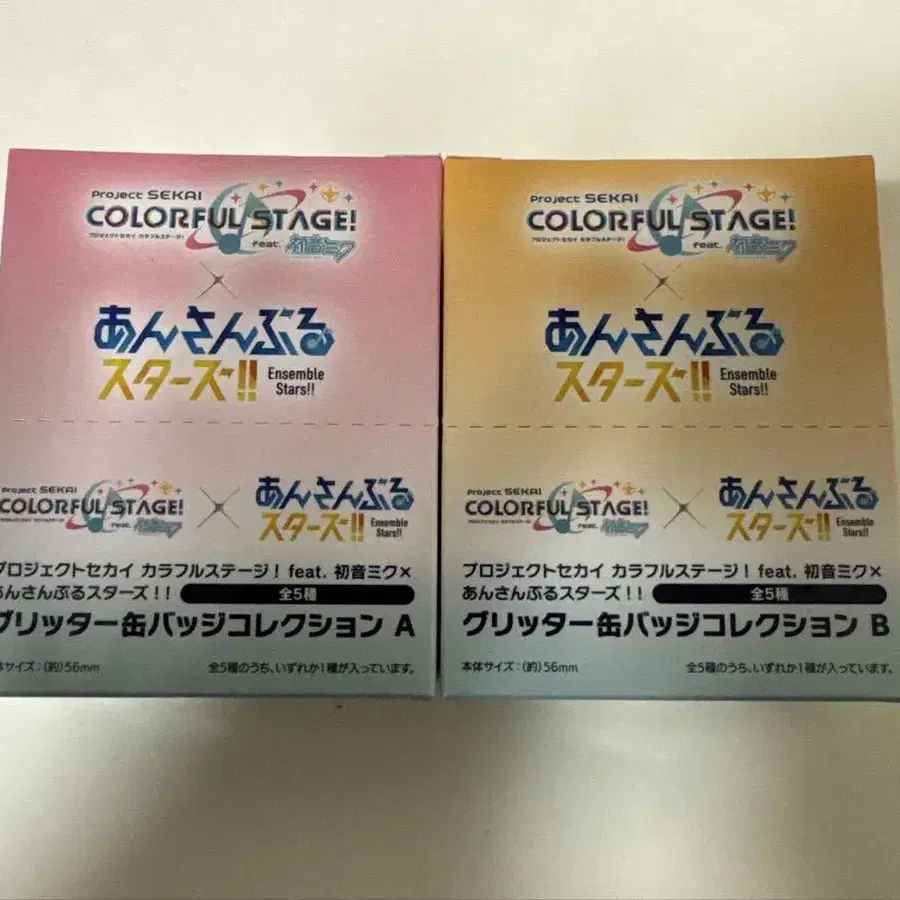 Project SEKAI
COLORFUL STAGE!
プロジェクトセカイ カラフルステージ!
feat. 初音ミク
×
あんさんぶる
スターズ!!
Ensemble
Stars!!
Project SEKAI
COLORFUL STAGE!
feat. 初音ミク
×
あんさんぶる
スターズ!!
Ensemble
Stars!!
プロジェクトセカイ カラフルステージ! feat. 初音ミク×
あんさんぶるスターズ!! 全5種
グリッター缶バッジコレクション A
本体サイズ:(約)56mm 全5種のうち、いずれか1種が入っています。
Project SEKAI
COLORFUL STAGE!
プロジェクトセカイ カラフルステージ!
feat. 初音ミク
×
あんさんぶる
スターズ!!
Ensemble
Stars!!
Project SEKAI
COLORFUL STAGE!
feat. 初音ミク
×
あんさんぶる
スターズ!!
Ensemble
Stars!!
プロジェクトセカイ カラフルステージ! feat. 初音ミク×
あんさんぶるスターズ!! 全5種
グリッター缶バッジコレクション B
本体サイズ:(約)56mm 全5種のうち、いずれか1種が入っています。